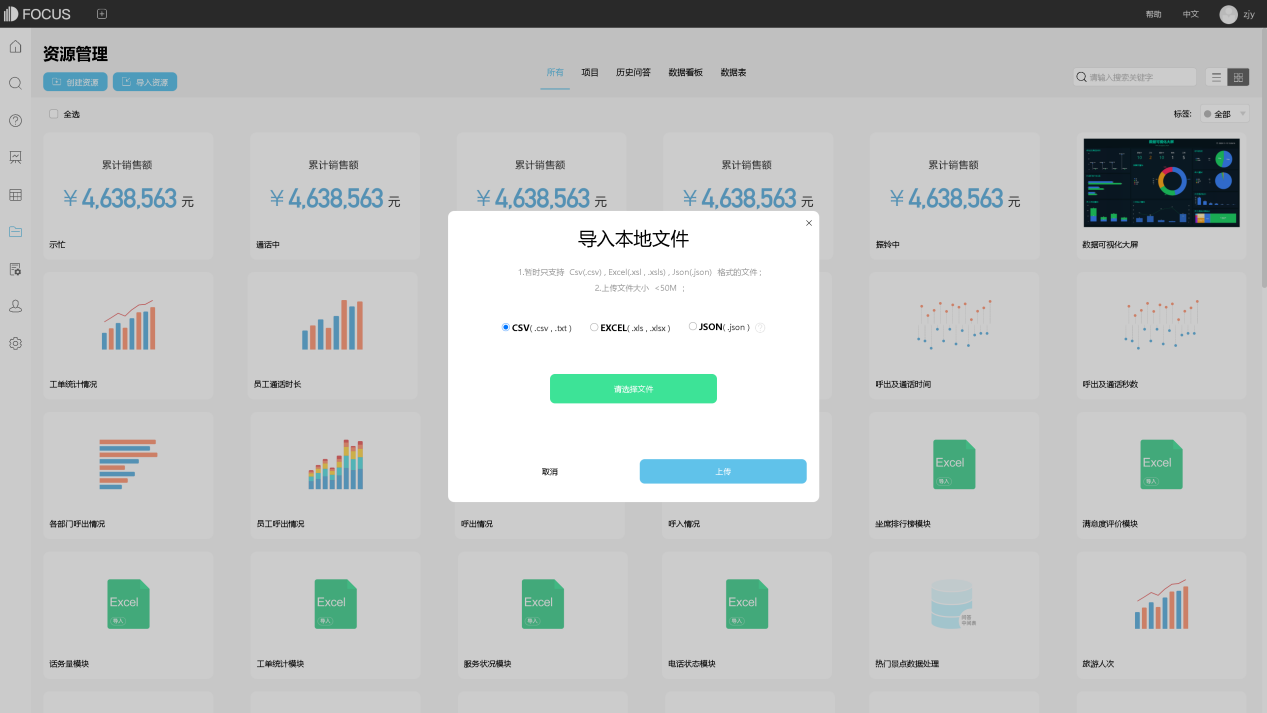 FOCUS
帮助 中文 zjy
资源管理
创建资源 导入资源
所有 项目 历史问答 数据看板 数据表
请输入搜索关键字
全选
标签: 全部
累计销售额 累计销售额 累计销售额 累计销售额 累计销售额
¥4,638,563 元 ¥4,638,563 元 ¥4,638,563 元 ¥4,638,563 元 ¥4,638,563 元
示忙 通话中 振铃中 数据可视化大屏
导入本地文件
1.暂时只支持 Csv(.csv) , Excel(.xsl , .xsls) , Json(.json) 格式的文件 ;
2.上传文件大小 <50M ;
CSV( .csv , .txt ) EXCEL( .xls , .xlsx ) JSON( .json )
请选择文件
取消 上传
工单统计情况 员工通话时长 呼出及通话时间 呼出及通话秒数
Excel Excel
导入 导入
各部门呼出情况 员工呼出情况 呼出情况 呼入情况 坐席排行榜模块 满意度评价模块
Excel Excel Excel Excel
导入 导入 导入 导入
话务量模块 工单统计模块 服务状况模块 电话状态模块 热门景点数据处理 旅游人次